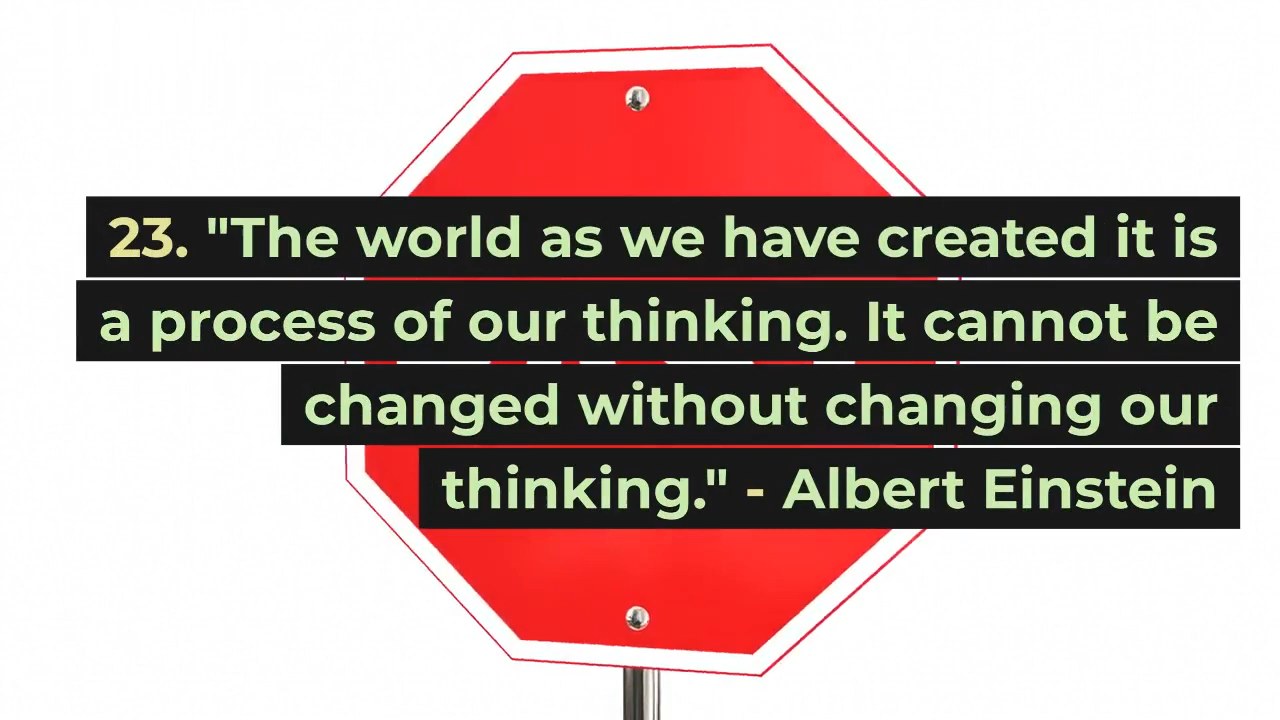 23. "The world as we have created it is
a process of our thinking. It cannot be
changed without changing our
thinking." - Albert Einstein